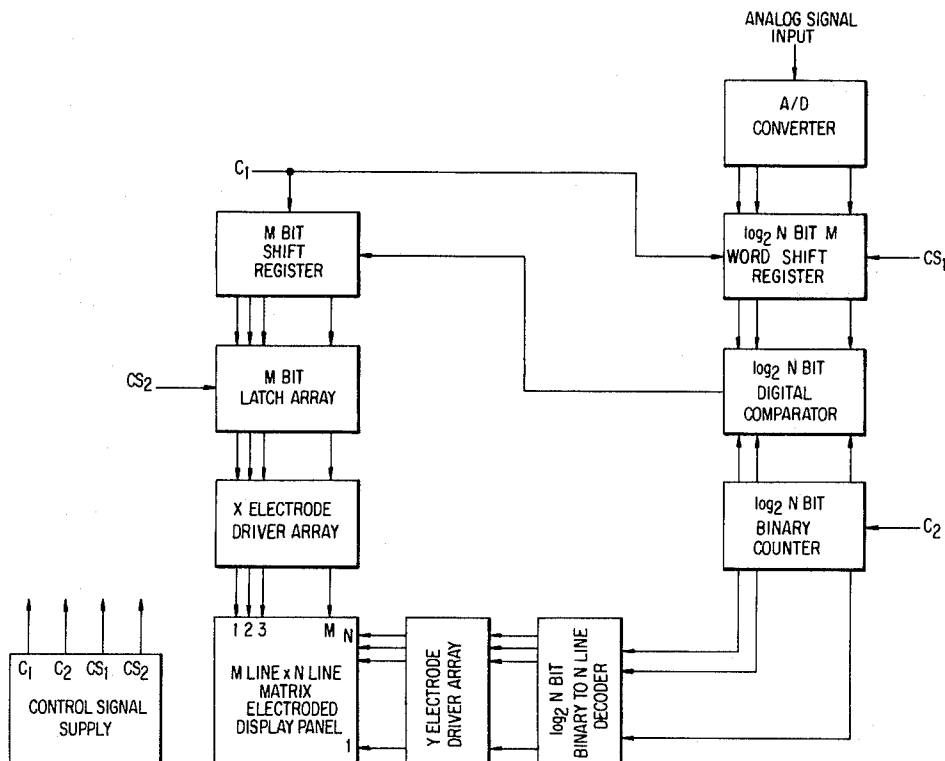 ANALOG SIGNAL
INPUT
A/D
CONVERTER
C₁
M BIT
SHIFT
REGISTER
log₂ N BIT M
WORD SHIFT
REGISTER
CS₁
CS₂
M BIT
LATCH ARRAY
log₂ N BIT
DIGITAL
COMPARATOR
X ELECTRODE
DRIVER ARRAY
log₂ N BIT
BINARY
COUNTER
C₂
1 2 3 M N
M LINE x N LINE
MATRIX
ELECTRODED
DISPLAY PANEL
1
Y ELECTRODE
DRIVER ARRAY
log₂ N BIT
BINARY TO N LINE
DECODER
C₁ C₂ CS₁ CS₂
CONTROL SIGNAL
SUPPLY